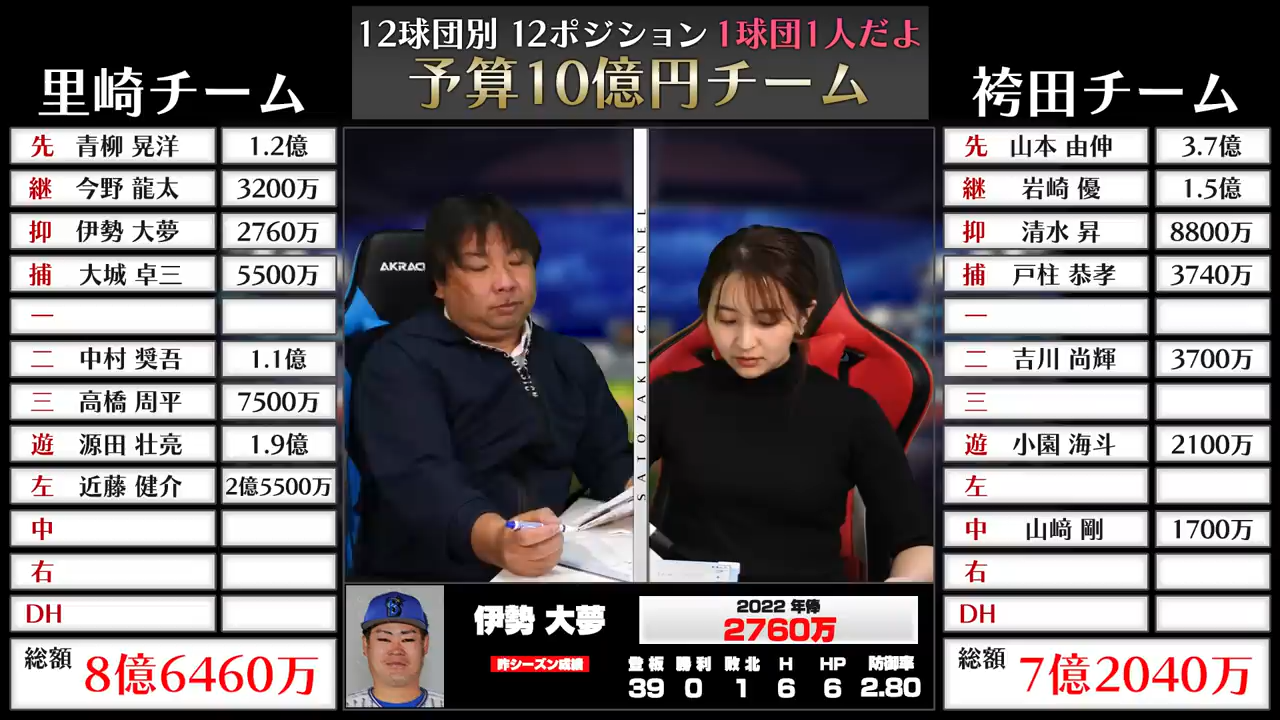 12球団別 12ポジション 1球団1人だよ
予算10億円チーム
里崎チーム
先 青柳 晃洋 1.2億
継 今野 龍太 3200万
抑 伊勢 大夢 2760万
捕 大城 卓三 5500万
一
二 中村 奨吾 1.1億
三 高橋 周平 7500万
遊 源田 壮亮 1.9億
左 近藤 健介 2億5500万
中
右
DH
総額 8億6460万
AKRAC
SATOZAKI CHANNEL
袴田チーム
先 山本 由伸 3.7億
継 岩崎 優 1.5億
抑 清水 昇 8800万
捕 戸柱 恭孝 3740万
一
二 吉川 尚輝 3700万
三
遊 小園 海斗 2100万
左
中 山﨑 剛 1700万
右
DH
総額 7億2040万
伊勢 大夢
2022 年俸
2760万
昨シーズン成績
登板 勝利 敗北 H HP 防御率
39 0 1 6 6 2.80